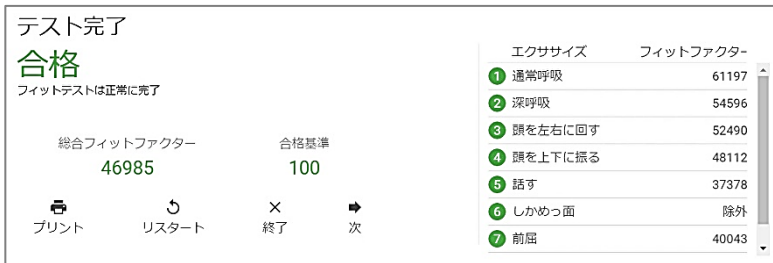 テスト完了
合格
フィットテストは正常に完了
総合フィットファクター 合格基準
46985 100
プリント リスタート 終了 次
エクササイズ フィットファクター
1 通常呼吸 61197
2 深呼吸 54596
3 頭を左右に回す 52490
4 頭を上下に振る 48112
5 話す 37378
6 しかめっ面 除外
7 前屈 40043